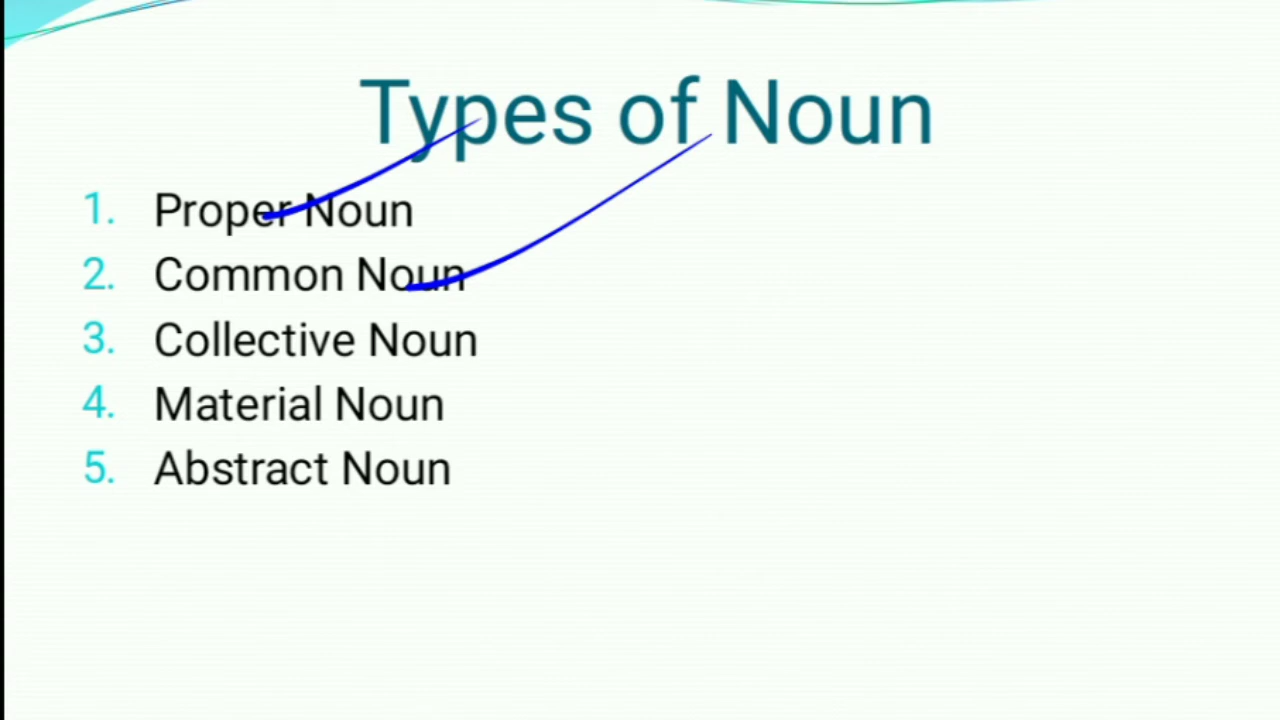 Types of Noun
1. Proper Noun
2. Common Noun
3. Collective Noun
4. Material Noun
5. Abstract Noun